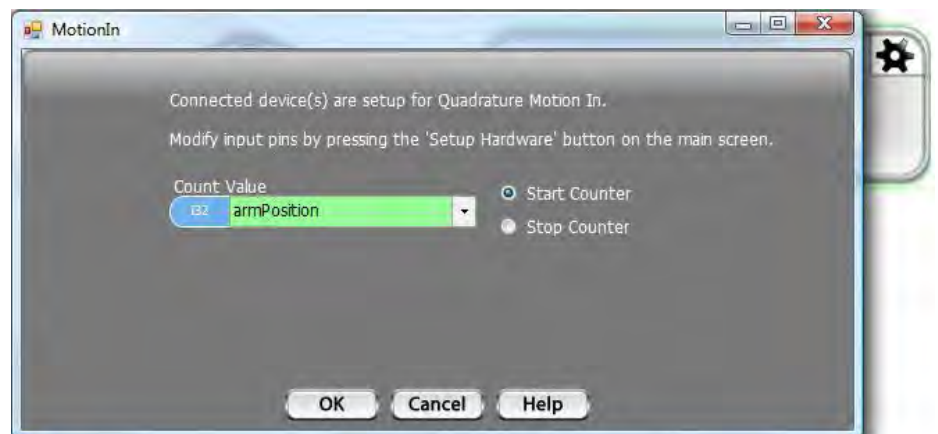 MotionIn
Connected device(s) are setup for Quadrature Motion In.
Modify input pins by pressing the 'Setup Hardware' button on the main screen.
Count Value
I32 armPosition
Start Counter
Stop Counter
OK Cancel Help